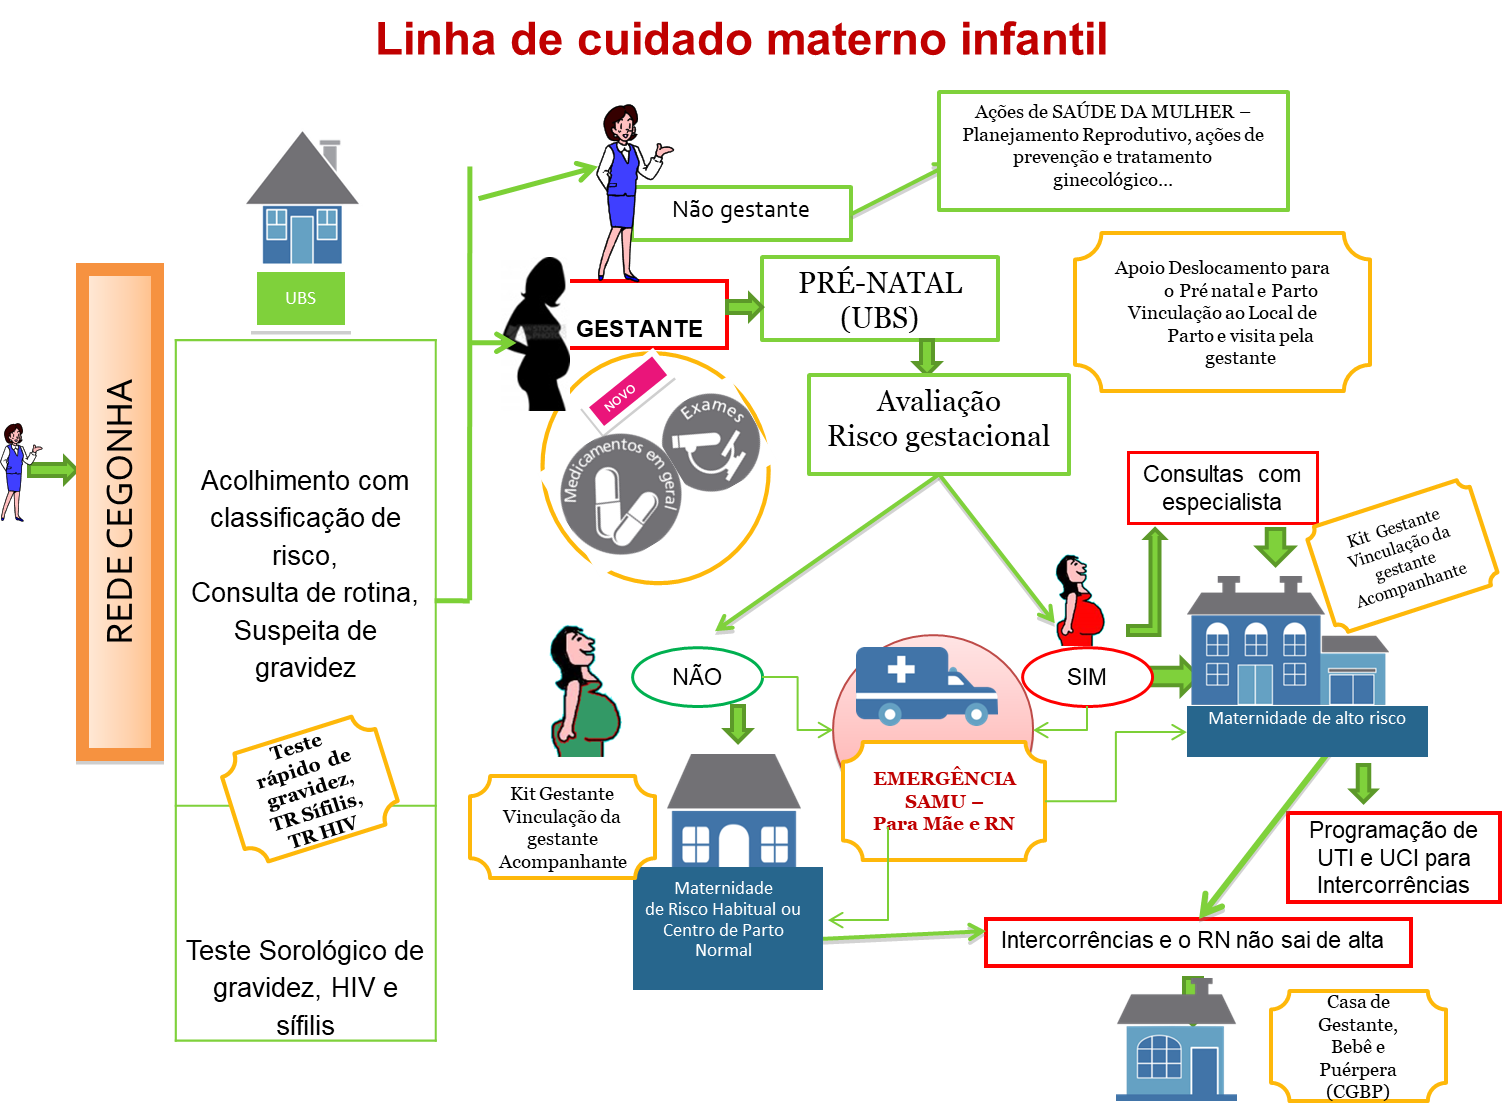 Linha de cuidado materno infantil
Ações de SAÚDE DA MULHER –
Planejamento Reprodutivo, ações de
prevenção e tratamento
ginecológico...
Não gestante
UBS
REDE CEGONHA
GESTANTE
PRÉ-NATAL
(UBS)
Apoio Deslocamento para
o Pré natal e Parto
Vinculação ao Local de
Parto e visita pela
gestante
NOVO
Exames
Medicamentos em geral
Avaliação
Risco gestacional
Consultas com
especialista
Kit Gestante
Vinculação da
gestante
Acompanhante
Acolhimento com
classificação de
risco,
Consulta de rotina,
Suspeita de
gravidez
Teste
rápido de
gravidez,
TR Sífilis,
TR HIV
Teste Sorológico de
gravidez, HIV e
sífilis
NÃO
SIM
Maternidade de alto risco
EMERGÊNCIA
SAMU –
Para Mãe e RN
Kit Gestante
Vinculação da
gestante
Acompanhante
Maternidade
de Risco Habitual ou
Centro de Parto
Normal
Programação de
UTI e UCI para
Intercorrências
Intercorrências e o RN não sai de alta
Casa de
Gestante,
Bebê e
Puérpera
(CGBP)